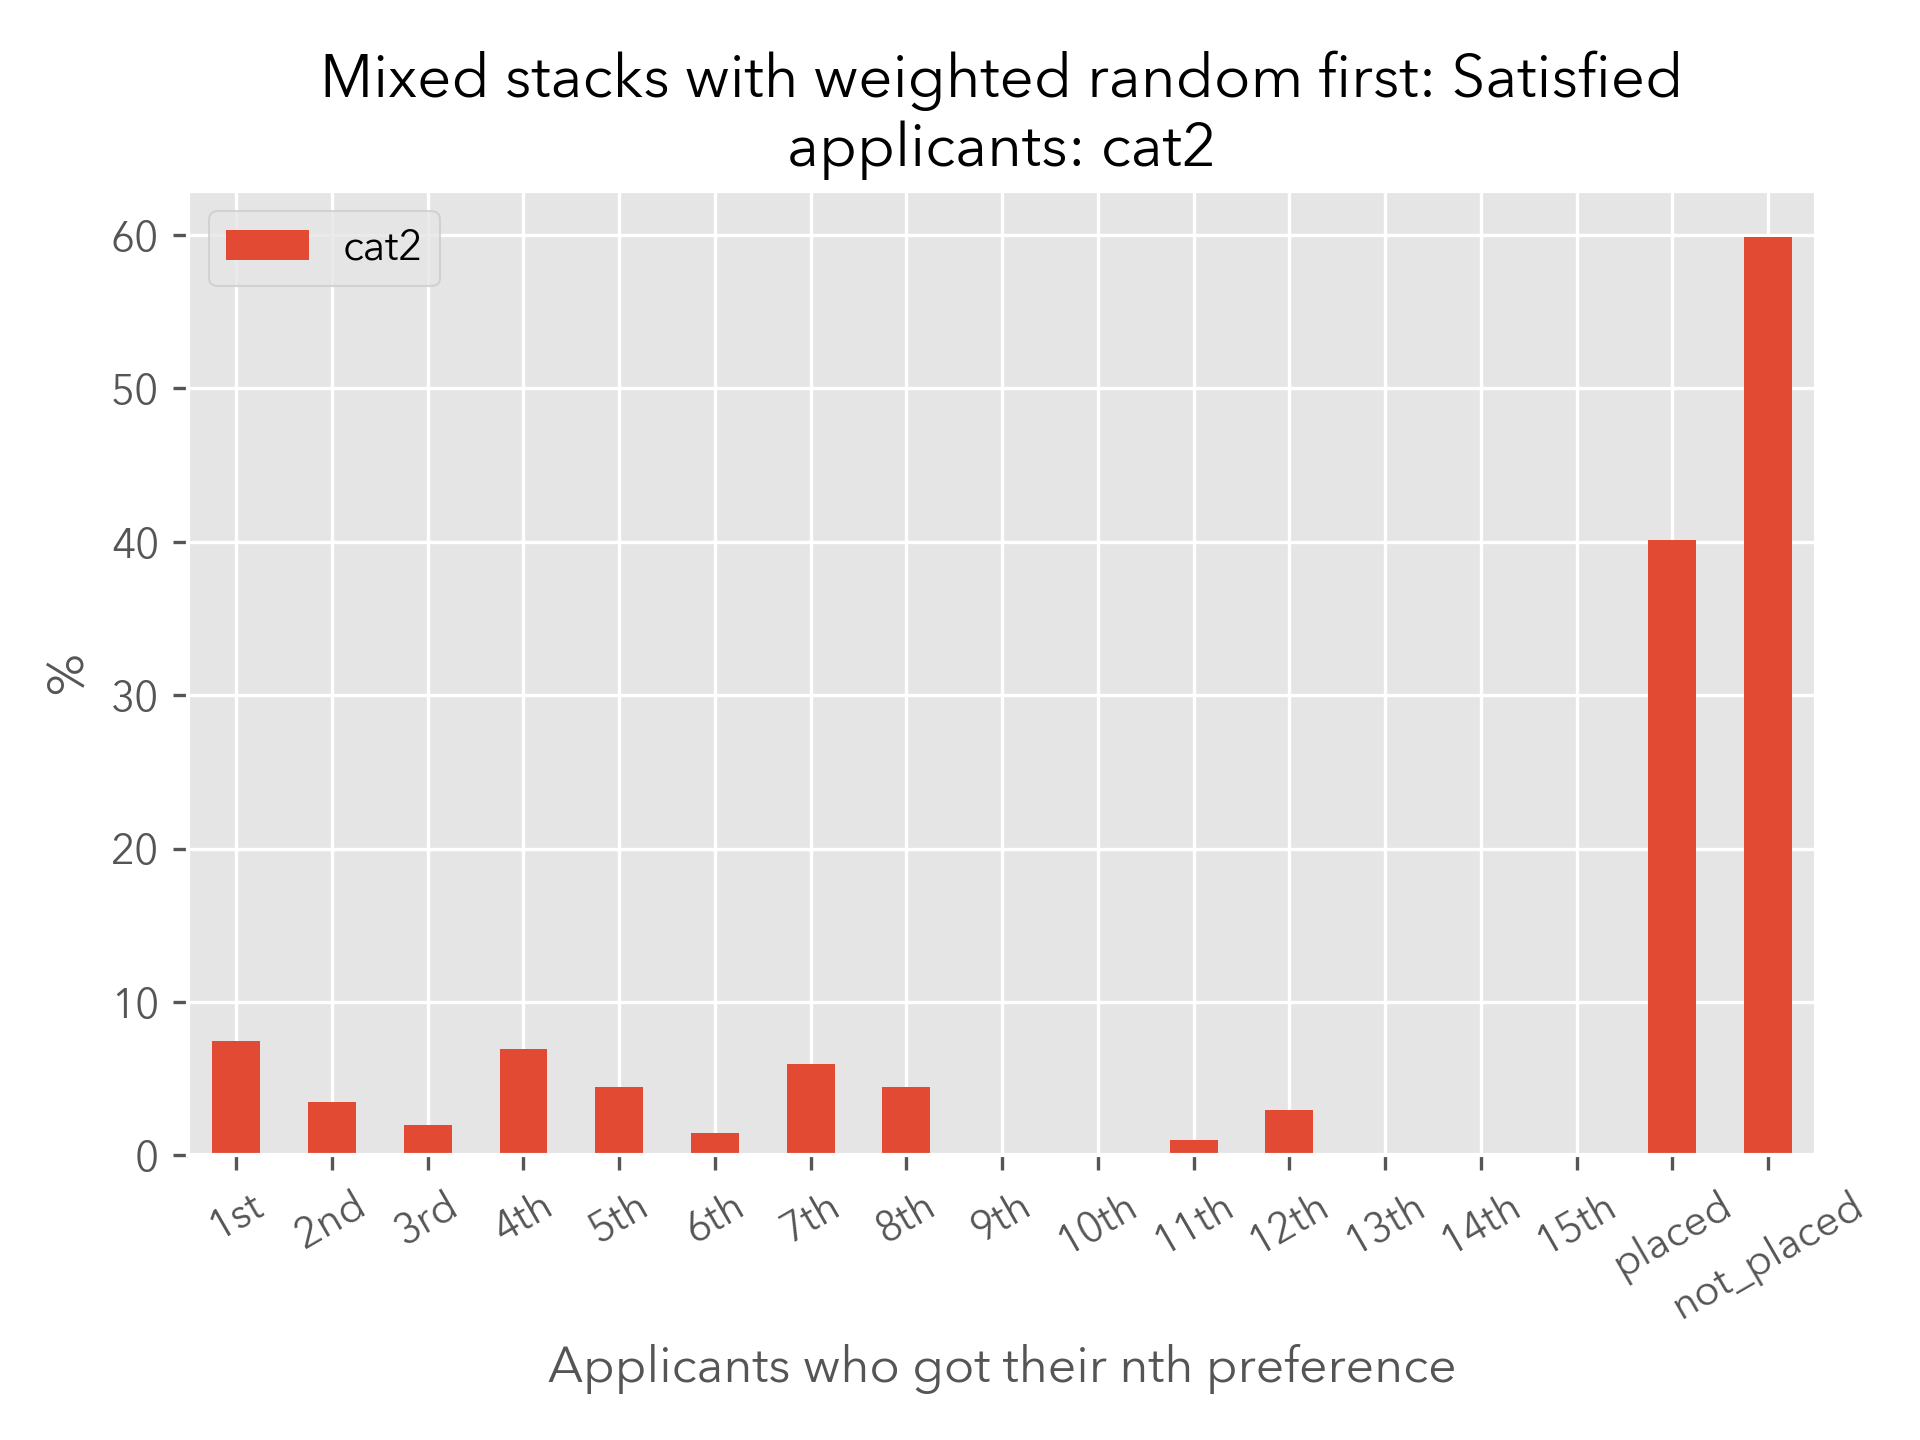 Mixed stacks with weighted random first: Satisfied
applicants: cat2
cat2
60
50
40
30
20
10
0
%
1st 2nd 3rd 4th 5th 6th 7th 8th 9th 10th 11th 12th 13th 14th 15th placed not_placed
Applicants who got their nth preference